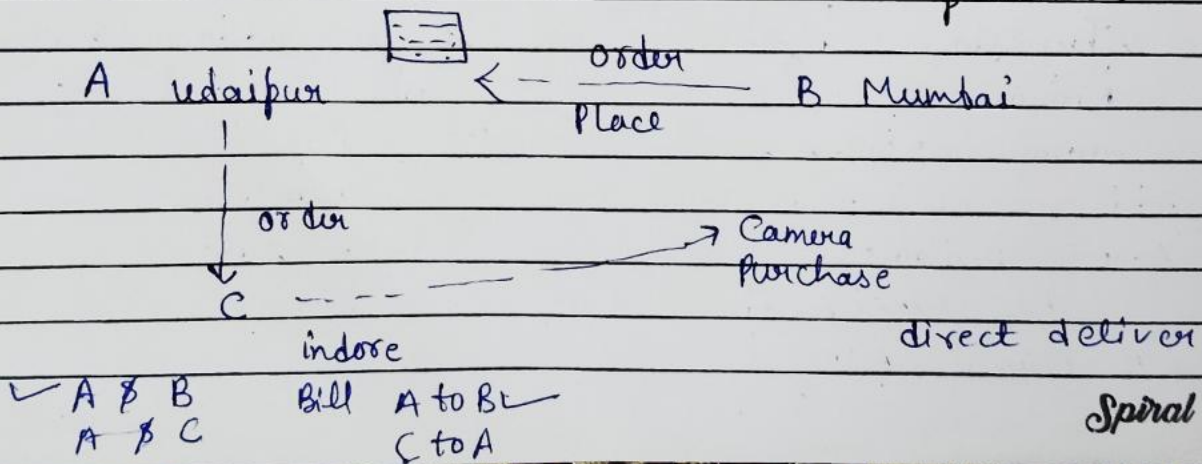 order
A udaipur B Mumbai
Place
order
Camera
Purchase
C
indore
direct deliver
A & B Bill A to B
A & C C to A
Spiral